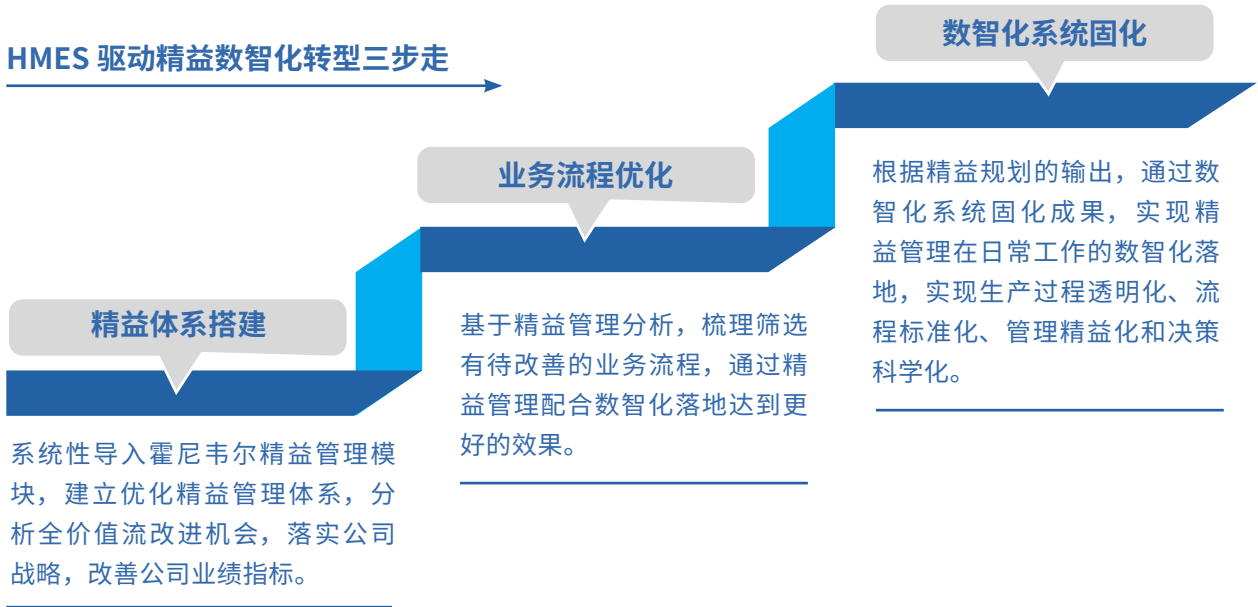 HMES 驱动精益数智化转型三步走
精益体系搭建
系统性导入霍尼韦尔精益管理模
块，建立优化精益管理体系，分
析全价值流改进机会，落实公司
战略，改善公司业绩指标。
业务流程优化
基于精益管理分析，梳理筛选
有待改善的业务流程，通过精
益管理配合数智化落地达到更
好的效果。
数智化系统固化
根据精益规划的输出，通过数
智化系统固化成果，实现精
益管理在日常工作的数智化落
地，实现生产过程透明化、流
程标准化、管理精益化和决策
科学化。